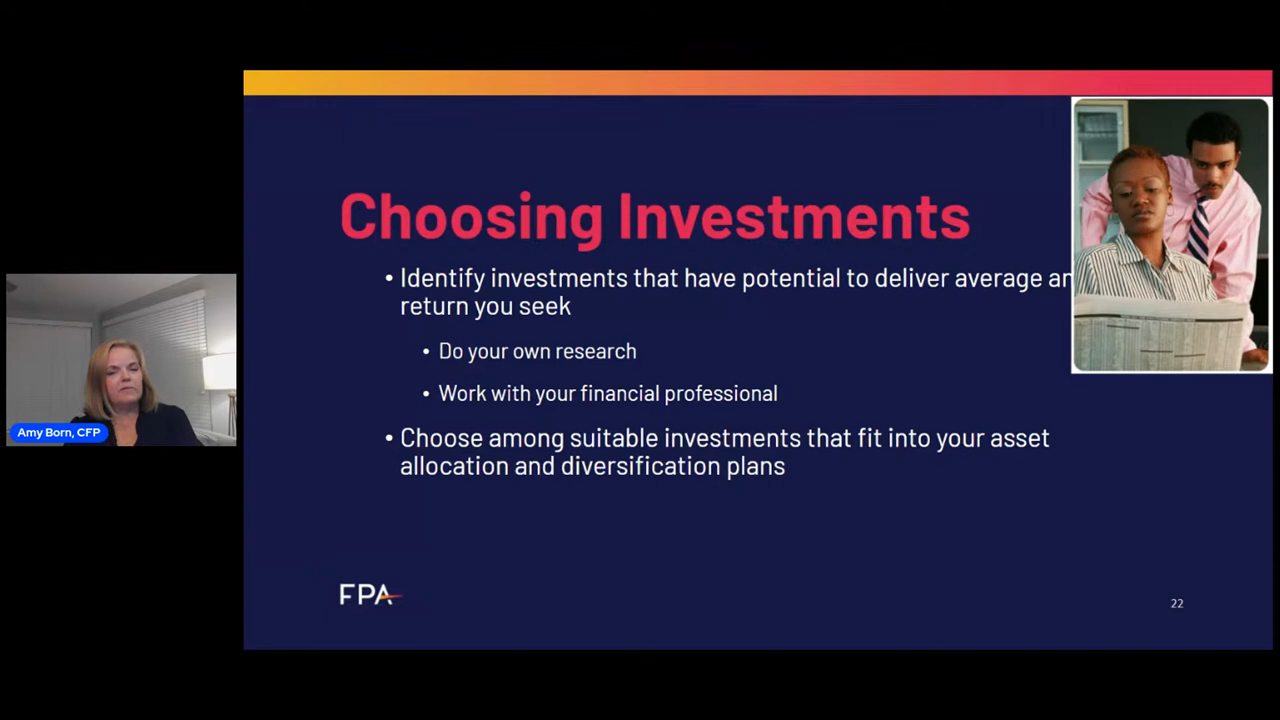 Choosing Investments
• Identify investments that have potential to deliver average
return you seek
• Do your own research
• Work with your financial professional
• Choose among suitable investments that fit into your asset
allocation and diversification plans
Amy Born, CFP
FPA
22